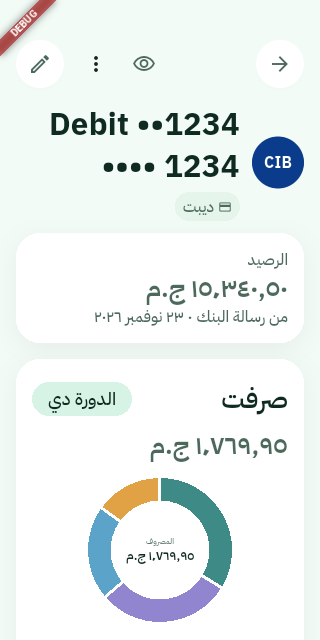 DEBUG
Debit ••1234
•••• 1234
CIB
ديبت
الرصيد
١٥,٣٤٠,٥٠ ج.م
من رسالة البنك · ٢٣ نوفمبر ٢٠٢٦
صرفت
الدورة دي
١,٧٦٩,٩٥ ج.م
المصروف
١,٧٦٩,٩٥ ج.م